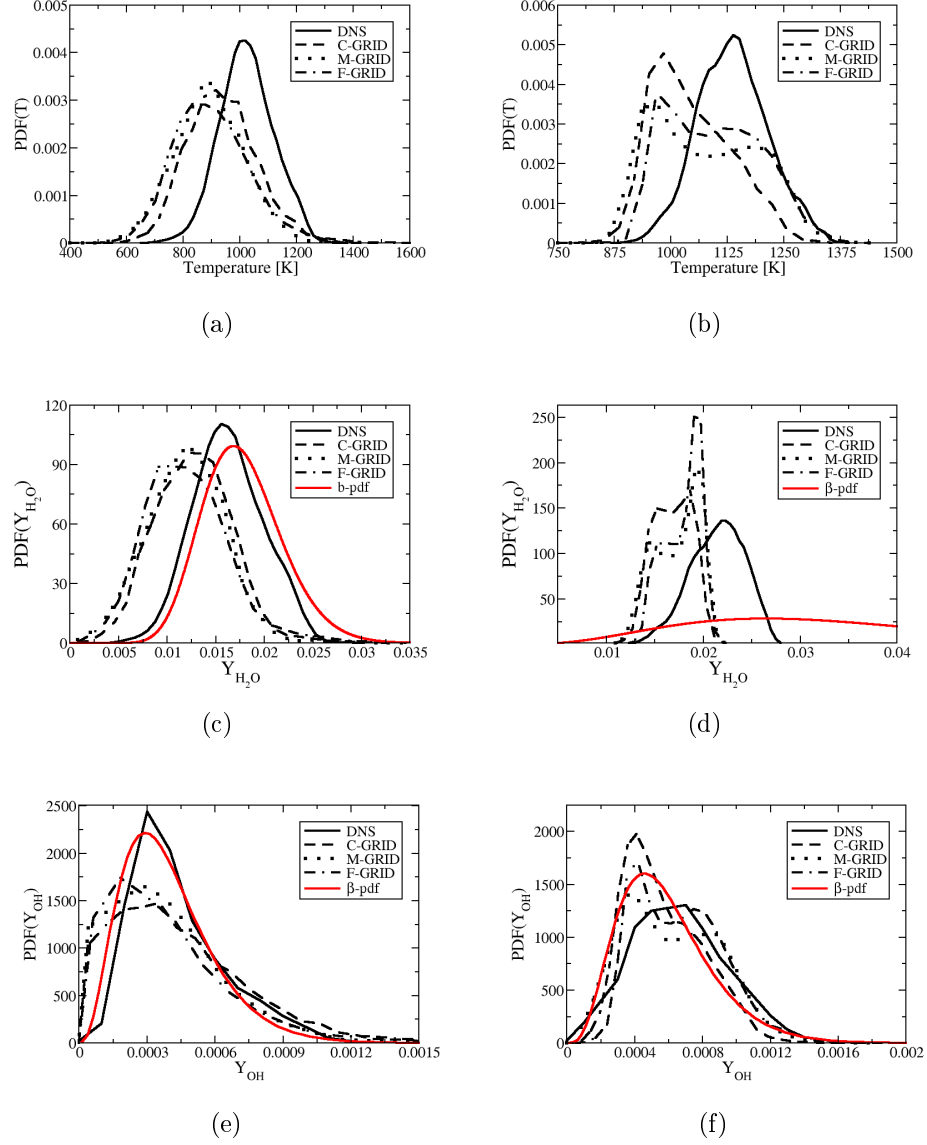 0.005
0.004
0.003
0.002
0.001
0
PDF(T)
400 600 800 1000 1200 1400 1600
Temperature [K]
DNS
C-GRID
M-GRID
F-GRID
(a)
0.006
0.005
0.004
0.003
0.002
0.001
0
PDF(T)
750 875 1000 1125 1250 1375 1500
Temperature [K]
DNS
C-GRID
M-GRID
F-GRID
(b)
120
90
60
30
0
PDF(Y_H2O)
0 0.005 0.01 0.015 0.02 0.025 0.03 0.035
Y_H2O
DNS
C-GRID
M-GRID
F-GRID
b-pdf
(c)
250
200
150
100
50
PDF(Y_H2O)
0.01 0.02 0.03 0.04
Y_H2O
DNS
C-GRID
M-GRID
F-GRID
β-pdf
(d)
2500
2000
1500
1000
500
0
PDF(Y_OH)
0 0.0003 0.0006 0.0009 0.0012 0.0015
Y_OH
DNS
C-GRID
M-GRID
F-GRID
β-pdf
(e)
2000
1500
1000
500
0
PDF(Y_OH)
0 0.0004 0.0008 0.0012 0.0016 0.002
Y_OH
DNS
C-GRID
M-GRID
F-GRID
β-pdf
(f)